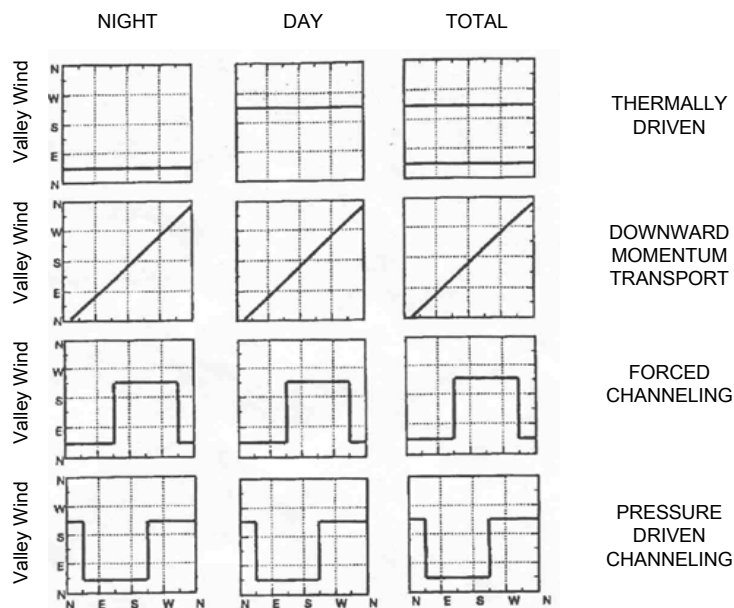 NIGHT DAY TOTAL
Valley Wind
N
W
S
E
N
THERMALLY
DRIVEN
Valley Wind
N
W
S
E
N
DOWNWARD
MOMENTUM
TRANSPORT
Valley Wind
N
W
S
E
N
FORCED
CHANNELING
Valley Wind
N
W
S
E
N
PRESSURE
DRIVEN
CHANNELING
N E S W N N E S W N N E S W N